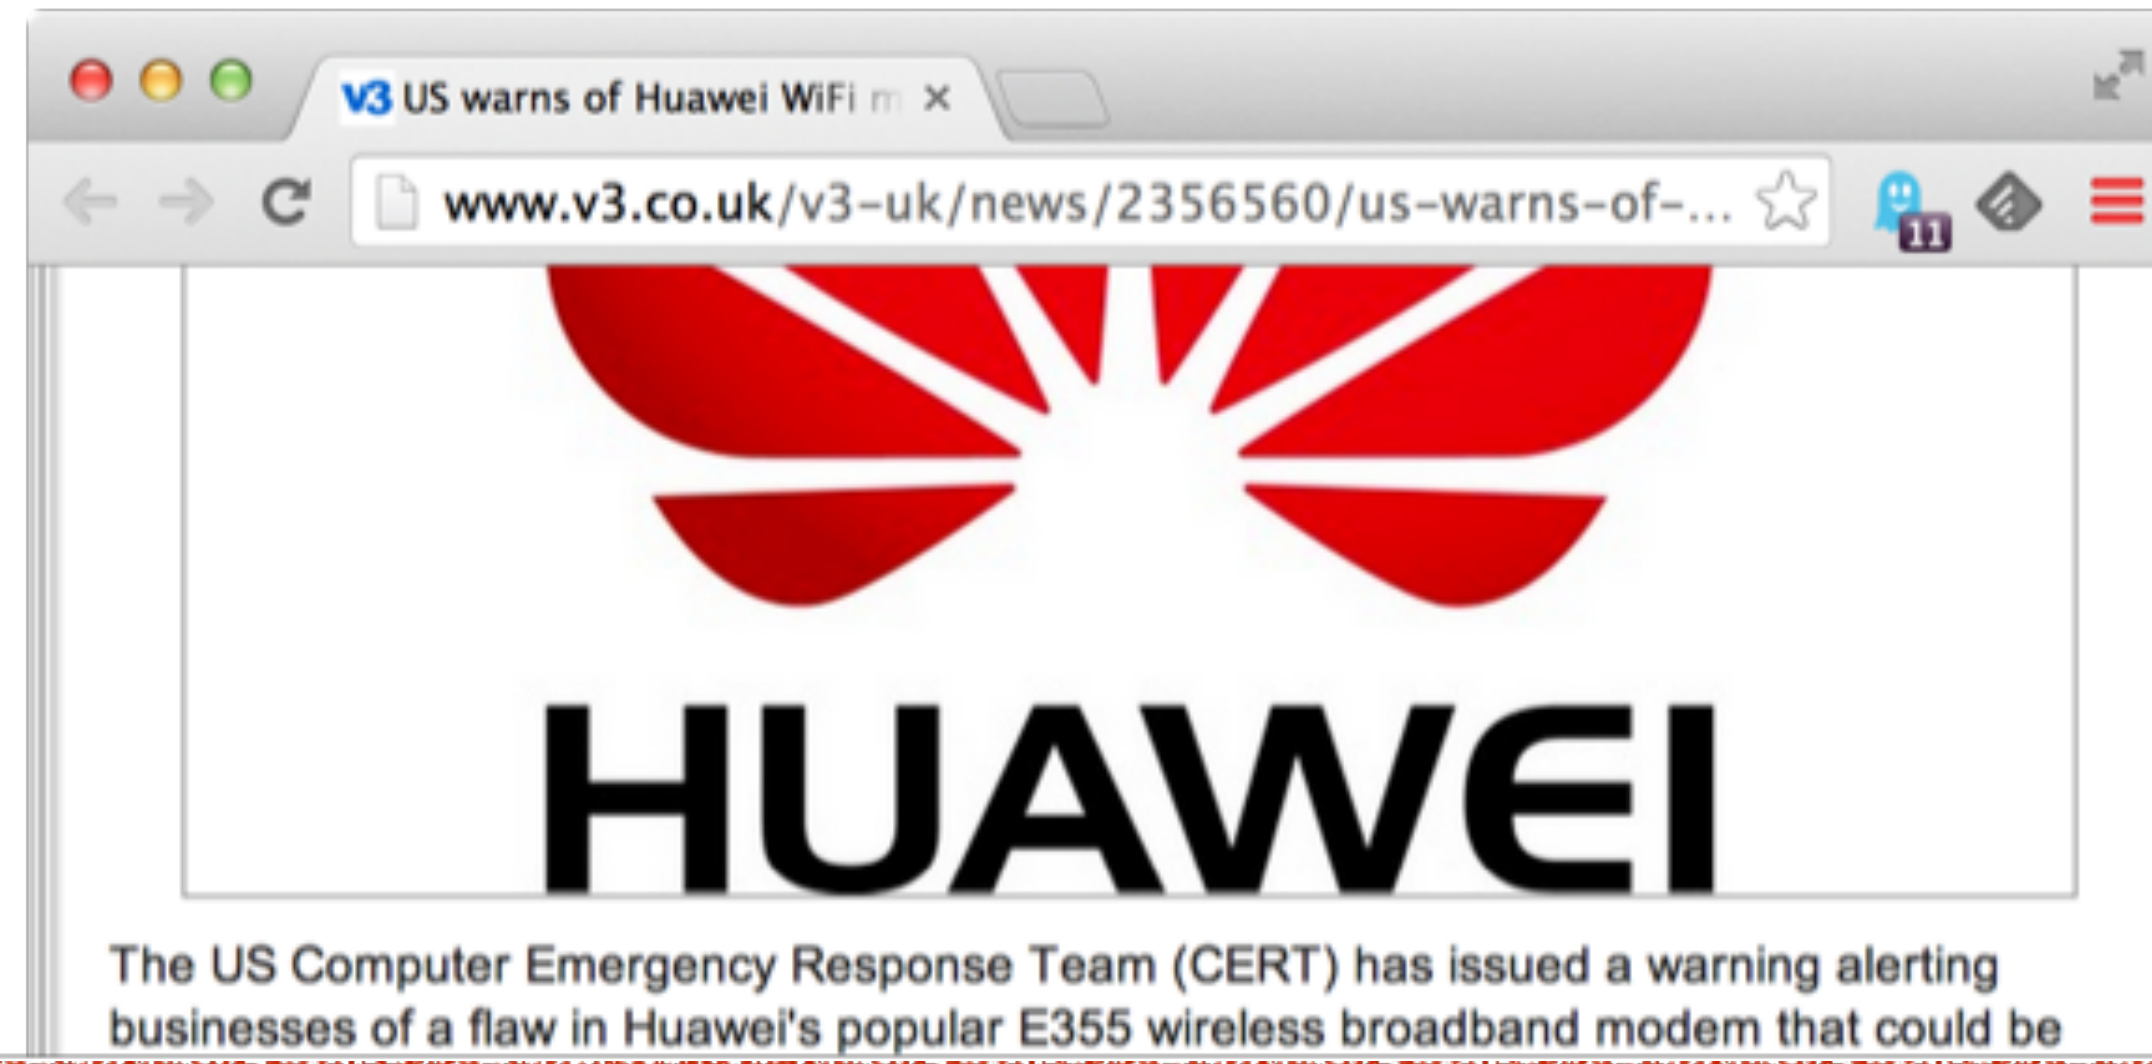 V3 US warns of Huawei WiFi m
www.v3.co.uk/v3-uk/news/2356560/us-warns-of-...
11
HUAWEI
The US Computer Emergency Response Team (CERT) has issued a warning alerting
businesses of a flaw in Huawei's popular E355 wireless broadband modem that could be